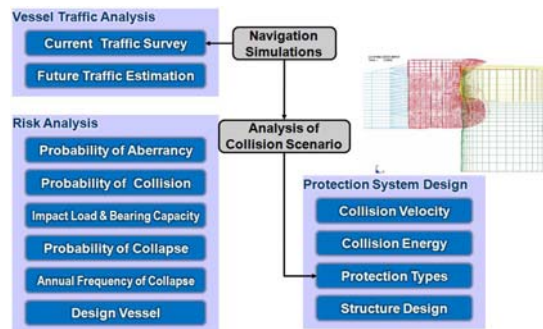 Vessel Traffic Analysis
Current Traffic Survey
Future Traffic Estimation
Navigation
Simulations
Risk Analysis
Probability of Aberrancy
Probability of Collision
Impact Load & Bearing Capacity
Probability of Collapse
Annual Frequency of Collapse
Design Vessel
Analysis of
Collision Scenario
Protection System Design
Collision Velocity
Collision Energy
Protection Types
Structure Design